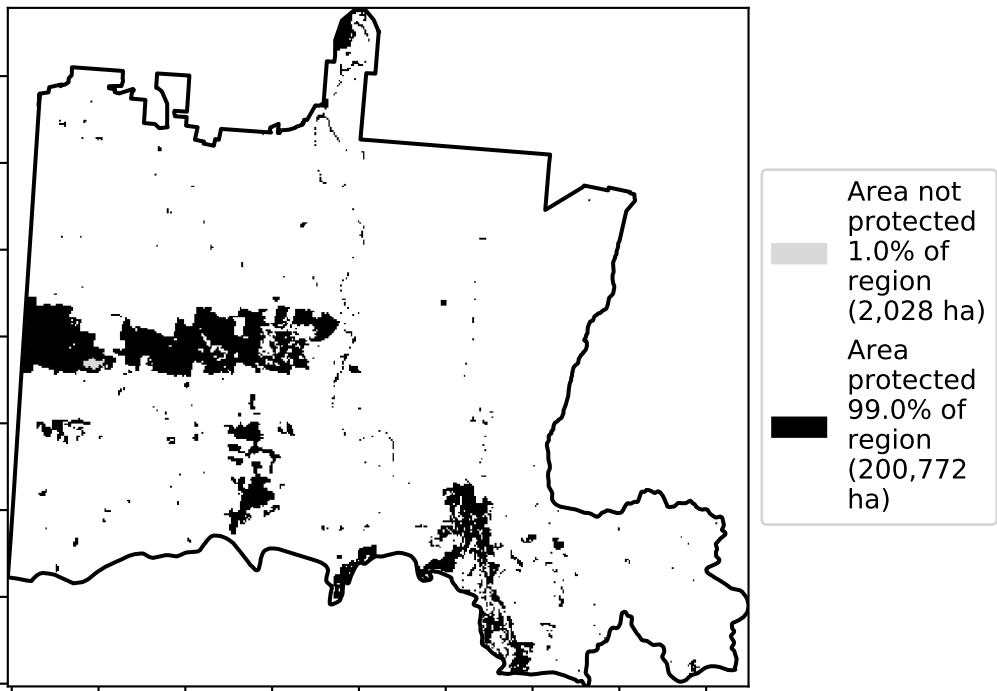 Area not
protected
1.0% of
region
(2,028 ha)
Area
protected
99.0% of
region
(200,772
ha)